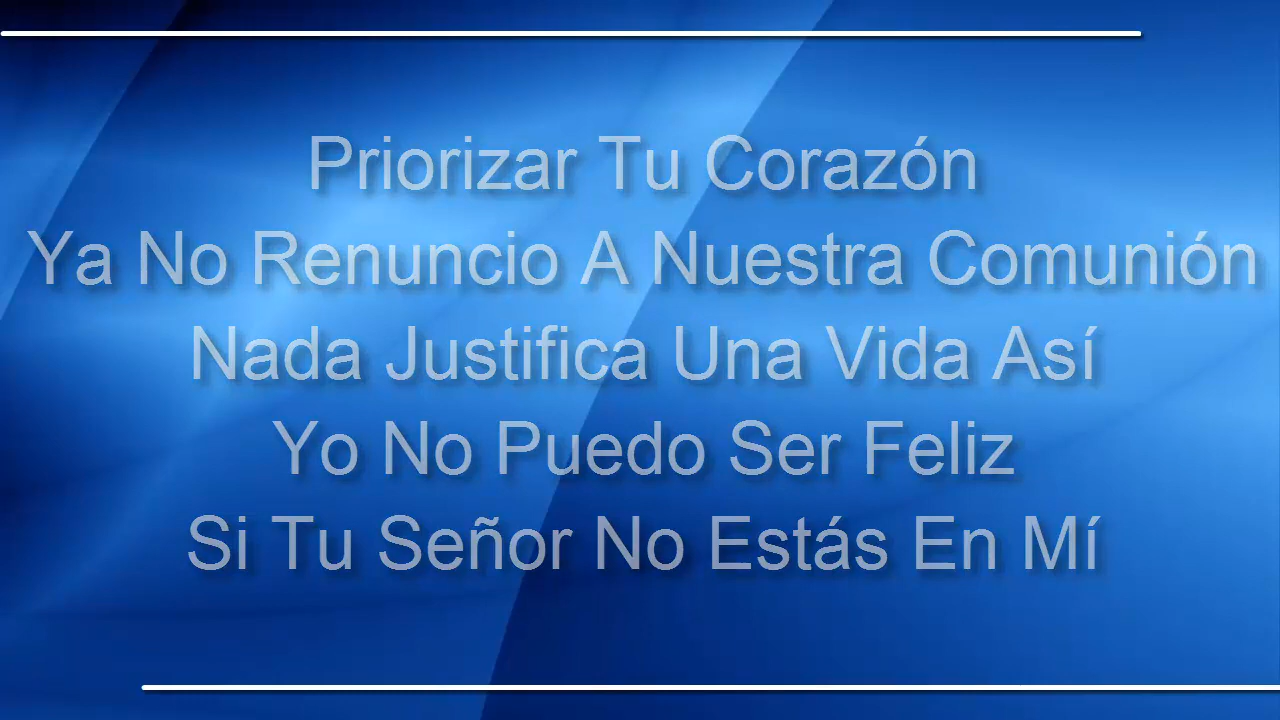 Priorizar Tu Corazón
Ya No Renuncio A Nuestra Comunión
Nada Justifica Una Vida Así
Yo No Puedo Ser Feliz
Si Tu Señor No Estás En Mí